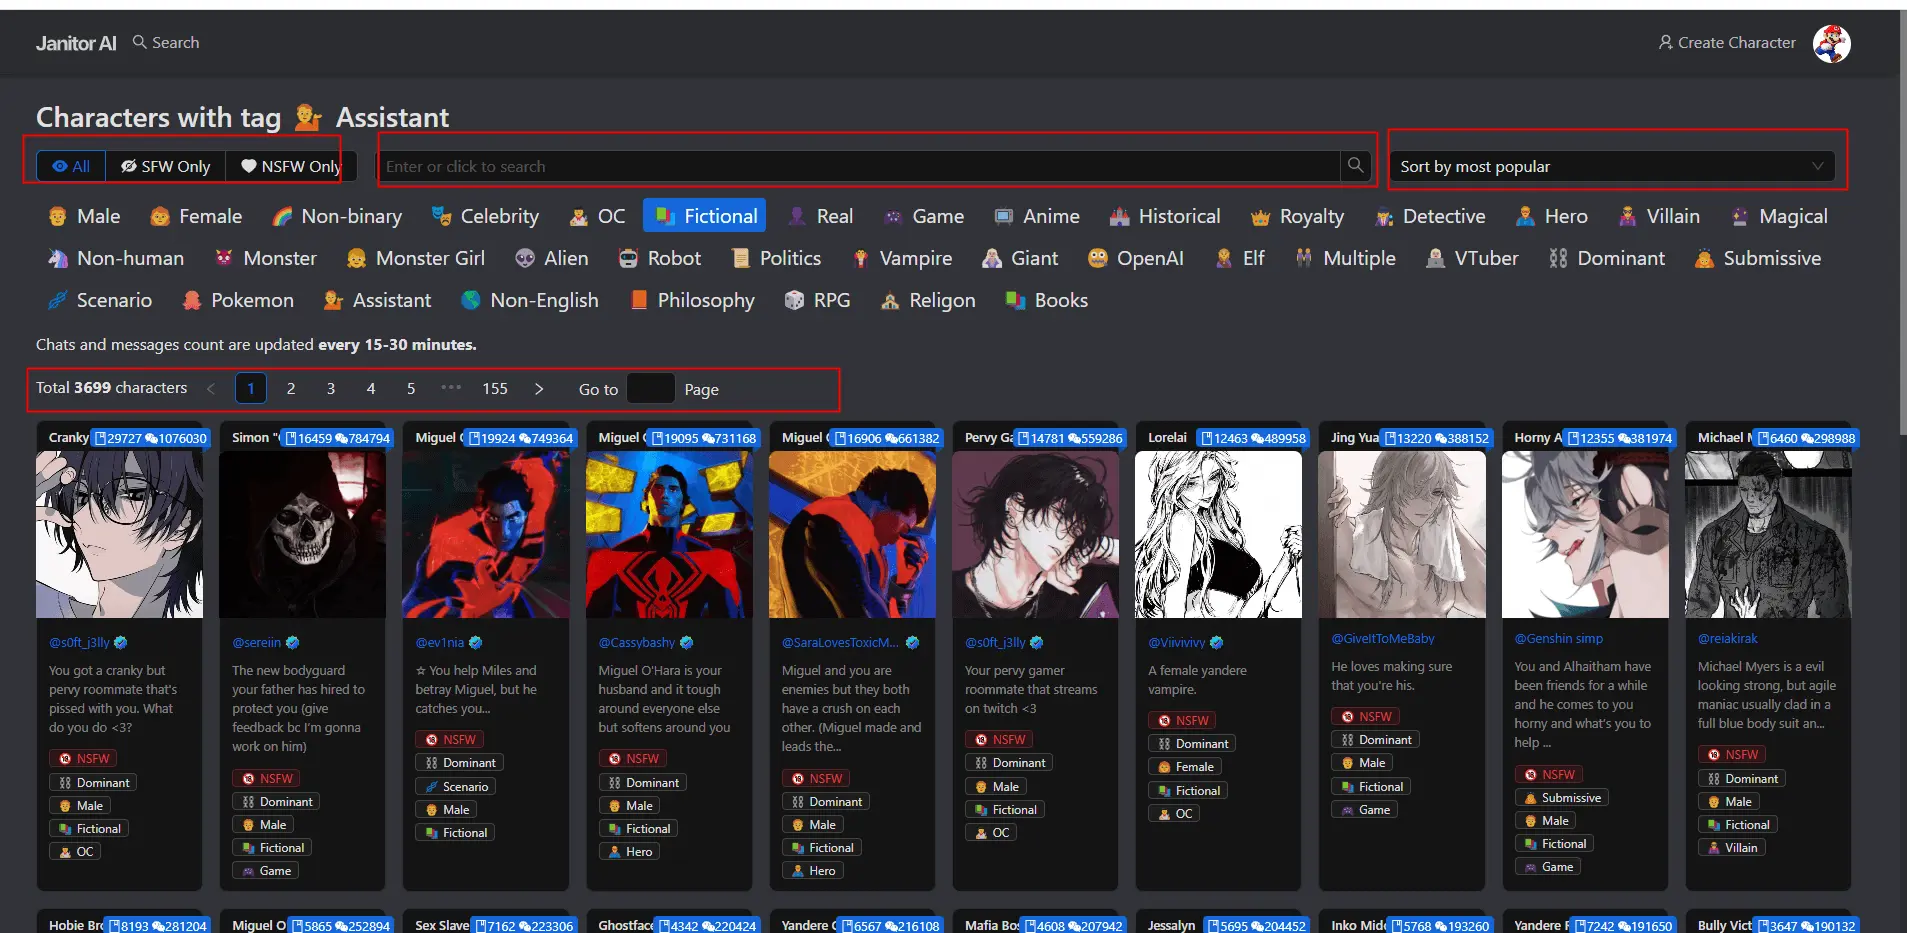 Janitor AI Search Create Character
Characters with tag Assistant
All SFW Only NSFW Only Enter or click to search Sort by most popular
Male Female Non-binary Celebrity OC Fictional Real Game Anime Historical Royalty Detective Hero Villain Magical
Non-human Monster Monster Girl Alien Robot Politics Vampire Giant OpenAI Elf Multiple VTuber Dominant Submissive
Scenario Pokemon Assistant Non-English Philosophy RPG Religon Books
Chats and messages count are updated every 15-30 minutes.
Total 3699 characters < 1 2 3 4 5 ••• 155 > Go to Page
Cranky 29727 1076030
@s0ft_j3lly
You got a cranky but
pervy roommate that's
pissed with you. What
do you do <3?
NSFW
Dominant
Male
Fictional
OC
Simon " 16459 784794
@sereiin
The new bodyguard
your father has hired to
protect you (give
feedback bc I'm gonna
work on him)
NSFW
Dominant
Male
Fictional
Game
Miguel 19924 749364
@ev1nia
☆ You help Miles and
betray Miguel, but he
catches you...
NSFW
Dominant
Scenario
Male
Fictional
Miguel 19095 731168
@Cassybashy
Miguel O'Hara is your
husband and it tough
around everyone else
but softens around you
NSFW
Dominant
Male
Fictional
Hero
Miguel 16906 661382
@SaraLovesToxicM...
Miguel and you are
enemies but they both
have a crush on each
other. (Miguel made and
leads the...
NSFW
Dominant
Male
Fictional
Hero
Pervy Ga 14781 559286
@s0ft_j3lly
Your pervy gamer
roommate that streams
on twitch <3
NSFW
Dominant
Male
Fictional
OC
Lorelai 12463 489958
@Viivivivy
A female yandere
vampire.
NSFW
Dominant
Female
Fictional
OC
Jing Yua 13220 388152
@GiveItToMeBaby
He loves making sure
that you're his.
NSFW
Dominant
Male
Fictional
Game
Horny A 12355 381974
@Genshin simp
You and Alhaitham have
been friends for a while
and he comes to you
horny and what's you to
help ...
NSFW
Submissive
Male
Fictional
Game
Michael 6460 298988
@reiakirak
Michael Myers is a evil
looking strong, but agile
maniac usually clad in a
full blue body suit an...
NSFW
Dominant
Male
Fictional
Villain
Hobie Br 8193 281204
Miguel O 5865 252894
Sex Slave 7162 223306
Ghostface 4342 220424
Yandere 6567 216108
Mafia Bos 4608 207942
Jessalyn 5695 204452
Inko Mid 5768 193260
Yandere 7242 191650
Bully Vict 3647 190132